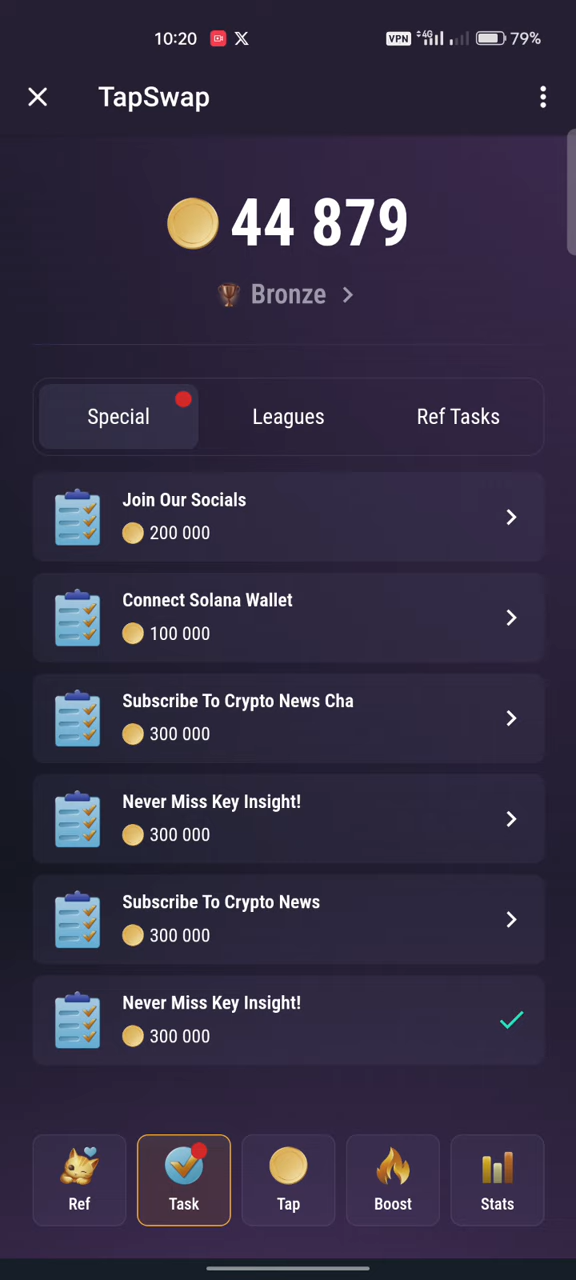 10:20 VPN 4G 79%
TapSwap
44 879
Bronze
Special Leagues Ref Tasks
Join Our Socials
200 000
Connect Solana Wallet
100 000
Subscribe To Crypto News Cha
300 000
Never Miss Key Insight!
300 000
Subscribe To Crypto News
300 000
Never Miss Key Insight!
300 000
Ref Task Tap Boost Stats